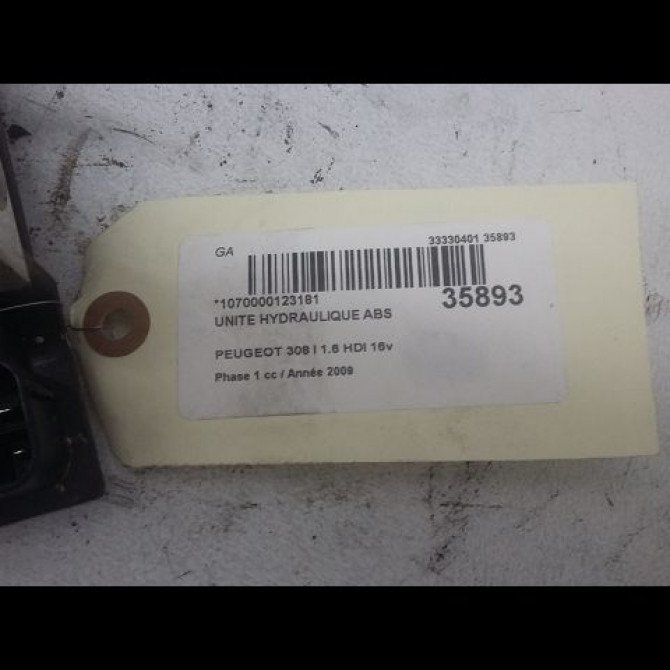 GA
33330401 35893
*1070000123181
35893
UNITE HYDRAULIQUE ABS
PEUGEOT 308 I 1.6 HDI 16v
Phase 1 cc / Année 2009